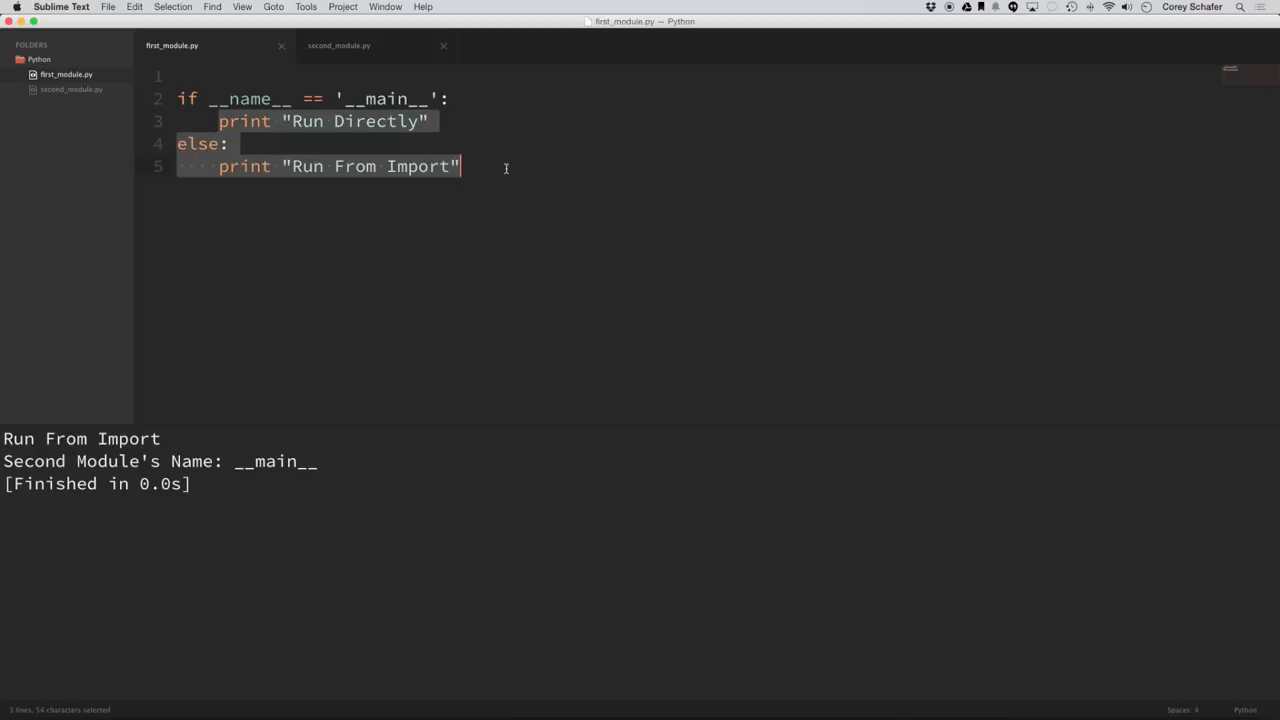 Sublime Text File Edit Selection Find View Goto Tools Project Window Help Corey Schafer
first_module.py — Python
FOLDERS
Python
first_module.py
second_module.py
first_module.py second_module.py
1
2 if __name__ == '__main__':
3 print "Run Directly"
4 else:
5 print "Run From Import"
Run From Import
Second Module's Name: __main__
[Finished in 0.0s]
3 lines, 54 characters selected Spaces: 4 Python